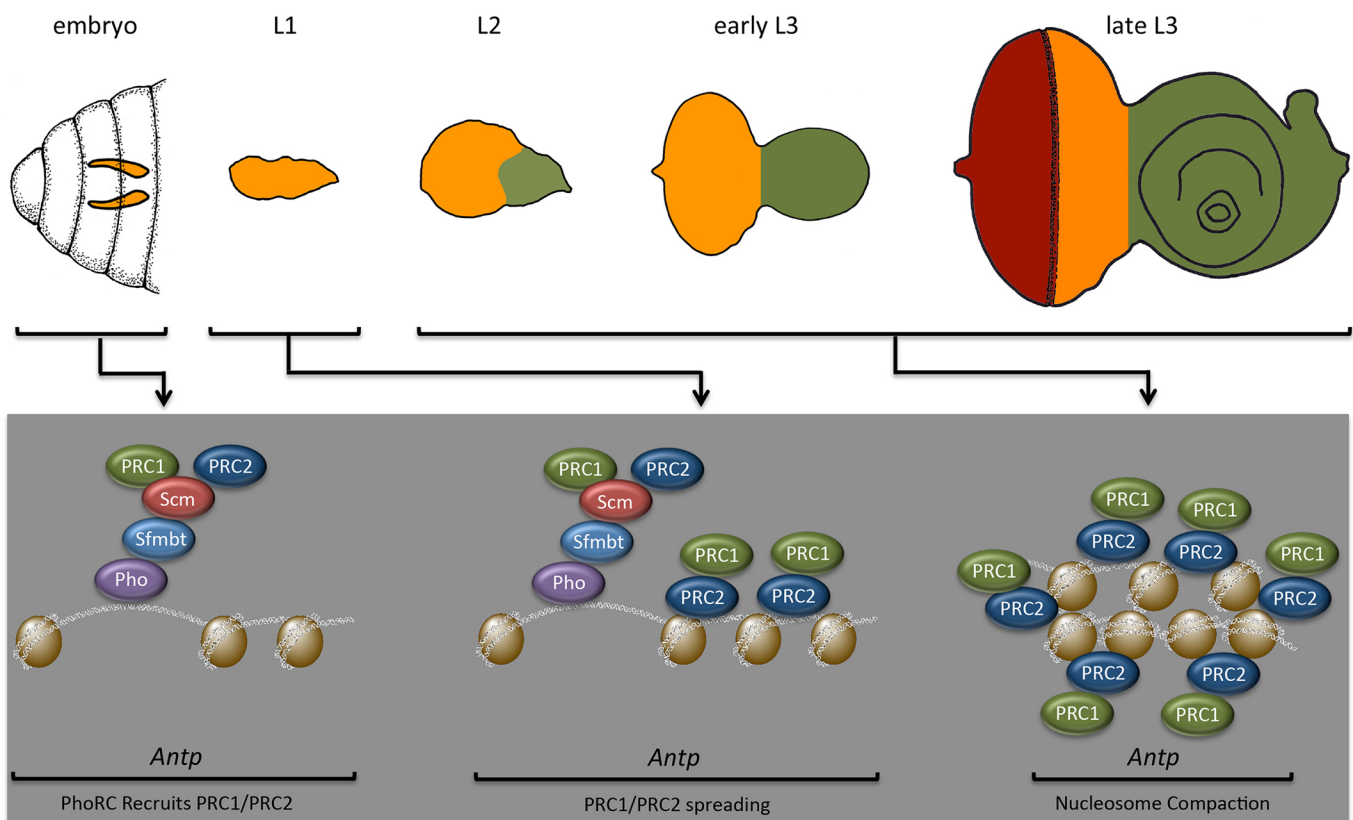 embryo L1 L2 early L3 late L3
PRC1 PRC2
Scm
Sfmbt
Pho
Antp
PhoRC Recruits PRC1/PRC2
PRC1 PRC2
Scm
Sfmbt
PRC1 PRC1
Pho
PRC2 PRC2
Antp
PRC1/PRC2 spreading
PRC1 PRC1
PRC2 PRC2 PRC1
PRC1
PRC2 PRC2
PRC2 PRC2
PRC1 PRC1
Antp
Nucleosome Compaction